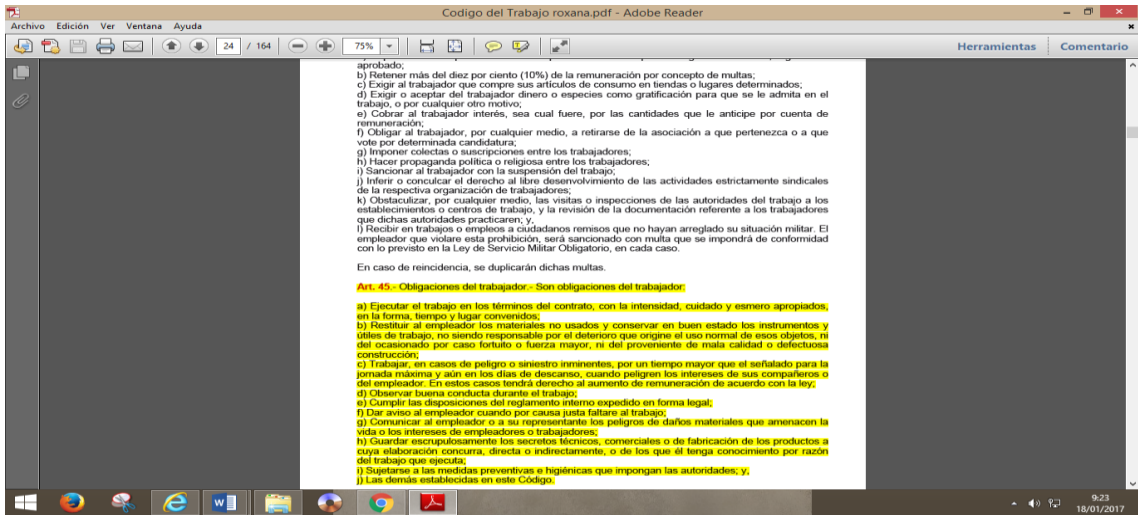 Codigo del Trabajo roxana.pdf - Adobe Reader
Archivo Edición Ver Ventana Ayuda
24 / 164 75% Herramientas Comentario
aprobado;
b) Retener más del diez por ciento (10%) de la remuneración por concepto de multas;
c) Exigir al trabajador que compre sus artículos de consumo en tiendas o lugares determinados;
d) Exigir o aceptar del trabajador dinero o especies como gratificación para que se le admita en el
trabajo, o por cualquier otro motivo;
e) Cobrar al trabajador interés, sea cual fuere, por las cantidades que le anticipe por cuenta de
remuneración;
f) Obligar al trabajador, por cualquier medio, a retirarse de la asociación a que pertenezca o a que
vote por determinada candidatura;
g) Imponer colectas o suscripciones entre los trabajadores;
h) Hacer propaganda política o religiosa entre los trabajadores;
i) Sancionar al trabajador con la suspensión del trabajo;
j) Inferir o conculcar el derecho al libre desenvolvimiento de las actividades estrictamente sindicales
de la respectiva organización de trabajadores;
k) Obstaculizar, por cualquier medio, las visitas o inspecciones de las autoridades del trabajo a los
establecimientos o centros de trabajo, y la revisión de la documentación referente a los trabajadores
que dichas autoridades practicaren; y,
l) Recibir en trabajos o empleos a ciudadanos remisos que no hayan arreglado su situación militar. El
empleador que violare esta prohibición, será sancionado con multa que se impondrá de conformidad
con lo previsto en la Ley de Servicio Militar Obligatorio, en cada caso.
En caso de reincidencia, se duplicarán dichas multas.
Art. 45.- Obligaciones del trabajador.- Son obligaciones del trabajador:
a) Ejecutar el trabajo en los términos del contrato, con la intensidad, cuidado y esmero apropiados,
en la forma, tiempo y lugar convenidos;
b) Restituir al empleador los materiales no usados y conservar en buen estado los instrumentos y
útiles de trabajo, no siendo responsable por el deterioro que origine el uso normal de esos objetos, ni
del ocasionado por caso fortuito o fuerza mayor, ni del proveniente de mala calidad o defectuosa
construcción;
c) Trabajar, en casos de peligro o siniestro inminentes, por un tiempo mayor que el señalado para la
jornada máxima y aún en los días de descanso, cuando peligren los intereses de sus compañeros o
del empleador. En estos casos tendrá derecho al aumento de remuneración de acuerdo con la ley;
d) Observar buena conducta durante el trabajo;
e) Cumplir las disposiciones del reglamento interno expedido en forma legal;
f) Dar aviso al empleador cuando por causa justa faltare al trabajo;
g) Comunicar al empleador o a su representante los peligros de daños materiales que amenacen la
vida o los intereses de empleadores o trabajadores;
h) Guardar escrupulosamente los secretos técnicos, comerciales o de fabricación de los productos a
cuya elaboración concurra, directa o indirectamente, o de los que él tenga conocimiento por razón
del trabajo que ejecuta;
i) Sujetarse a las medidas preventivas e higiénicas que impongan las autoridades; y,
j) Las demás establecidas en este Código.
9:23
18/01/2017